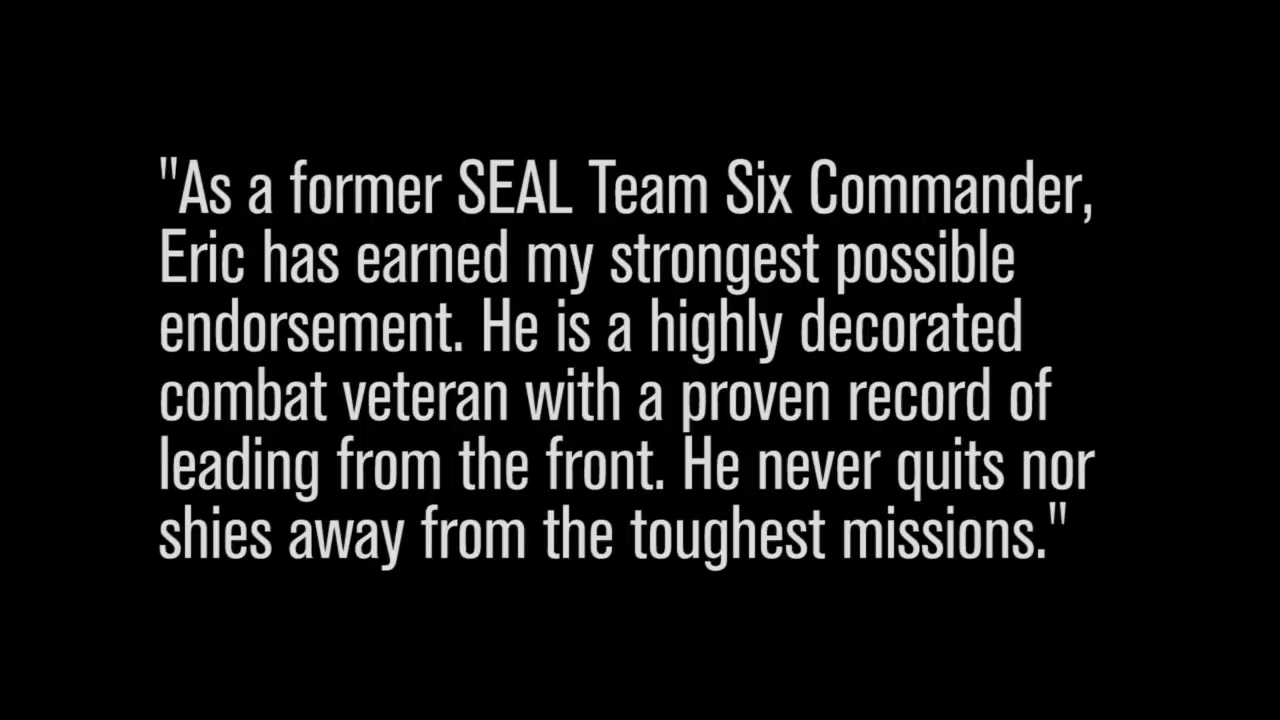 "As a former SEAL Team Six Commander,
Eric has earned my strongest possible
endorsement. He is a highly decorated
combat veteran with a proven record of
leading from the front. He never quits nor
shies away from the toughest missions."